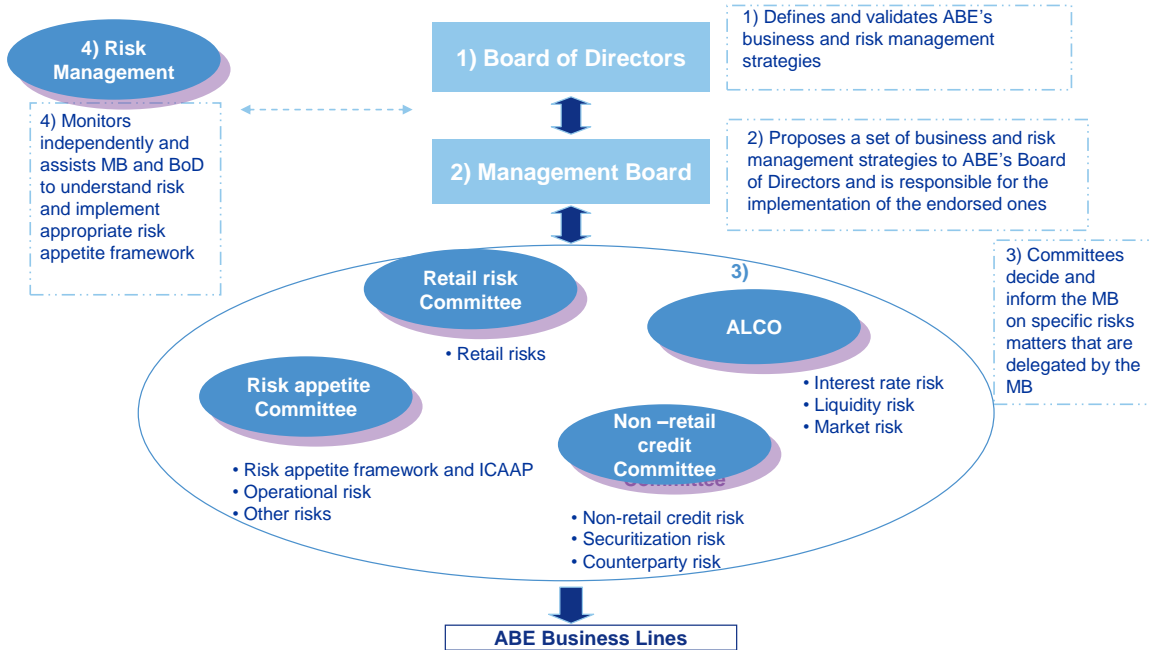 4) Risk
Management
4) Monitors
independently and
assists MB and BoD
to understand risk
and implement
appropriate risk
appetite framework
1) Board of Directors
1) Defines and validates ABE's
business and risk management
strategies
2) Management Board
2) Proposes a set of business and risk
management strategies to ABE's Board
of Directors and is responsible for the
implementation of the endorsed ones
3)
3) Committees
decide and
inform the MB
on specific risks
matters that are
delegated by the
MB
Retail risk
Committee
• Retail risks
ALCO
• Interest rate risk
• Liquidity risk
• Market risk
Risk appetite
Committee
• Risk appetite framework and ICAAP
• Operational risk
• Other risks
Non –retail
credit
Committee
Committee
• Non-retail credit risk
• Securitization risk
• Counterparty risk
ABE Business Lines